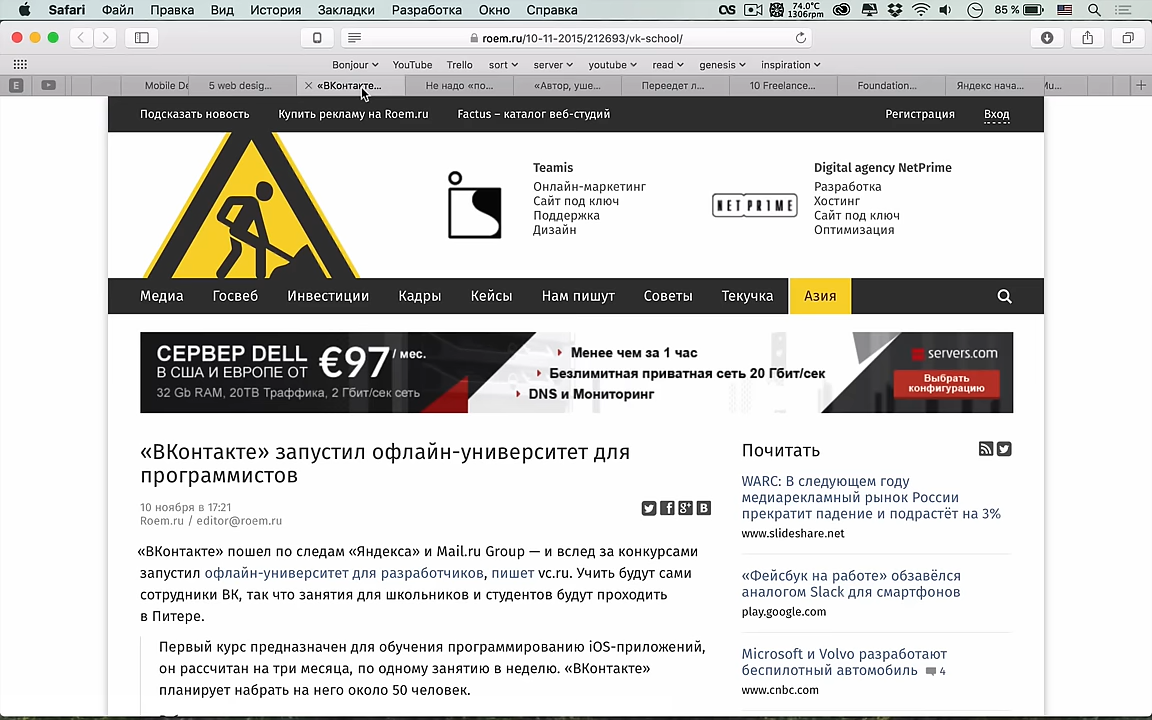 Safari Файл Правка Вид История Закладки Разработка Окно Справка
74.0°C
1306rpm
85 %
roem.ru/10-11-2015/212693/vk-school/
Bonjour YouTube Trello sort server youtube read genesis inspiration
E Mobile De 5 web desig... «ВКонтакте... Не надо «по... «Автор, уше... Переедет л... 10 Freelance... Foundation... Яндекс нача... Mu...
Подсказать новость Купить рекламу на Roem.ru Factus – каталог веб-студий Регистрация Вход
Teamis
Онлайн-маркетинг
Сайт под ключ
Поддержка
Дизайн
NETPRIME
Digital agency NetPrime
Разработка
Хостинг
Сайт под ключ
Оптимизация
Медиа Госвеб Инвестиции Кадры Кейсы Нам пишут Советы Текучка Азия
СЕРВЕР DELL €97 / мес.
В США И ЕВРОПЕ ОТ
32 Gb RAM, 20TB Траффика, 2 Гбит/сек сеть
Менее чем за 1 час
Безлимитная приватная сеть 20 Гбит/сек
DNS и Мониторинг
servers.com
Выбрать
конфигурацию
«ВКонтакте» запустил офлайн-университет для
программистов
10 ноября в 17:21
Roem.ru / editor@roem.ru
«ВКонтакте» пошел по следам «Яндекса» и Mail.ru Group — и вслед за конкурсами
запустил офлайн-университет для разработчиков, пишет vc.ru. Учить будут сами
сотрудники ВК, так что занятия для школьников и студентов будут проходить
в Питере.
Первый курс предназначен для обучения программированию iOS-приложений,
он рассчитан на три месяца, по одному занятию в неделю. «ВКонтакте»
планирует набрать на него около 50 человек.
Почитать
WARC: В следующем году
медиарекламный рынок России
прекратит падение и подрастёт на 3%
www.slideshare.net
«Фейсбук на работе» обзавёлся
аналогом Slack для смартфонов
play.google.com
Microsoft и Volvo разработают
беспилотный автомобиль 4
www.cnbc.com